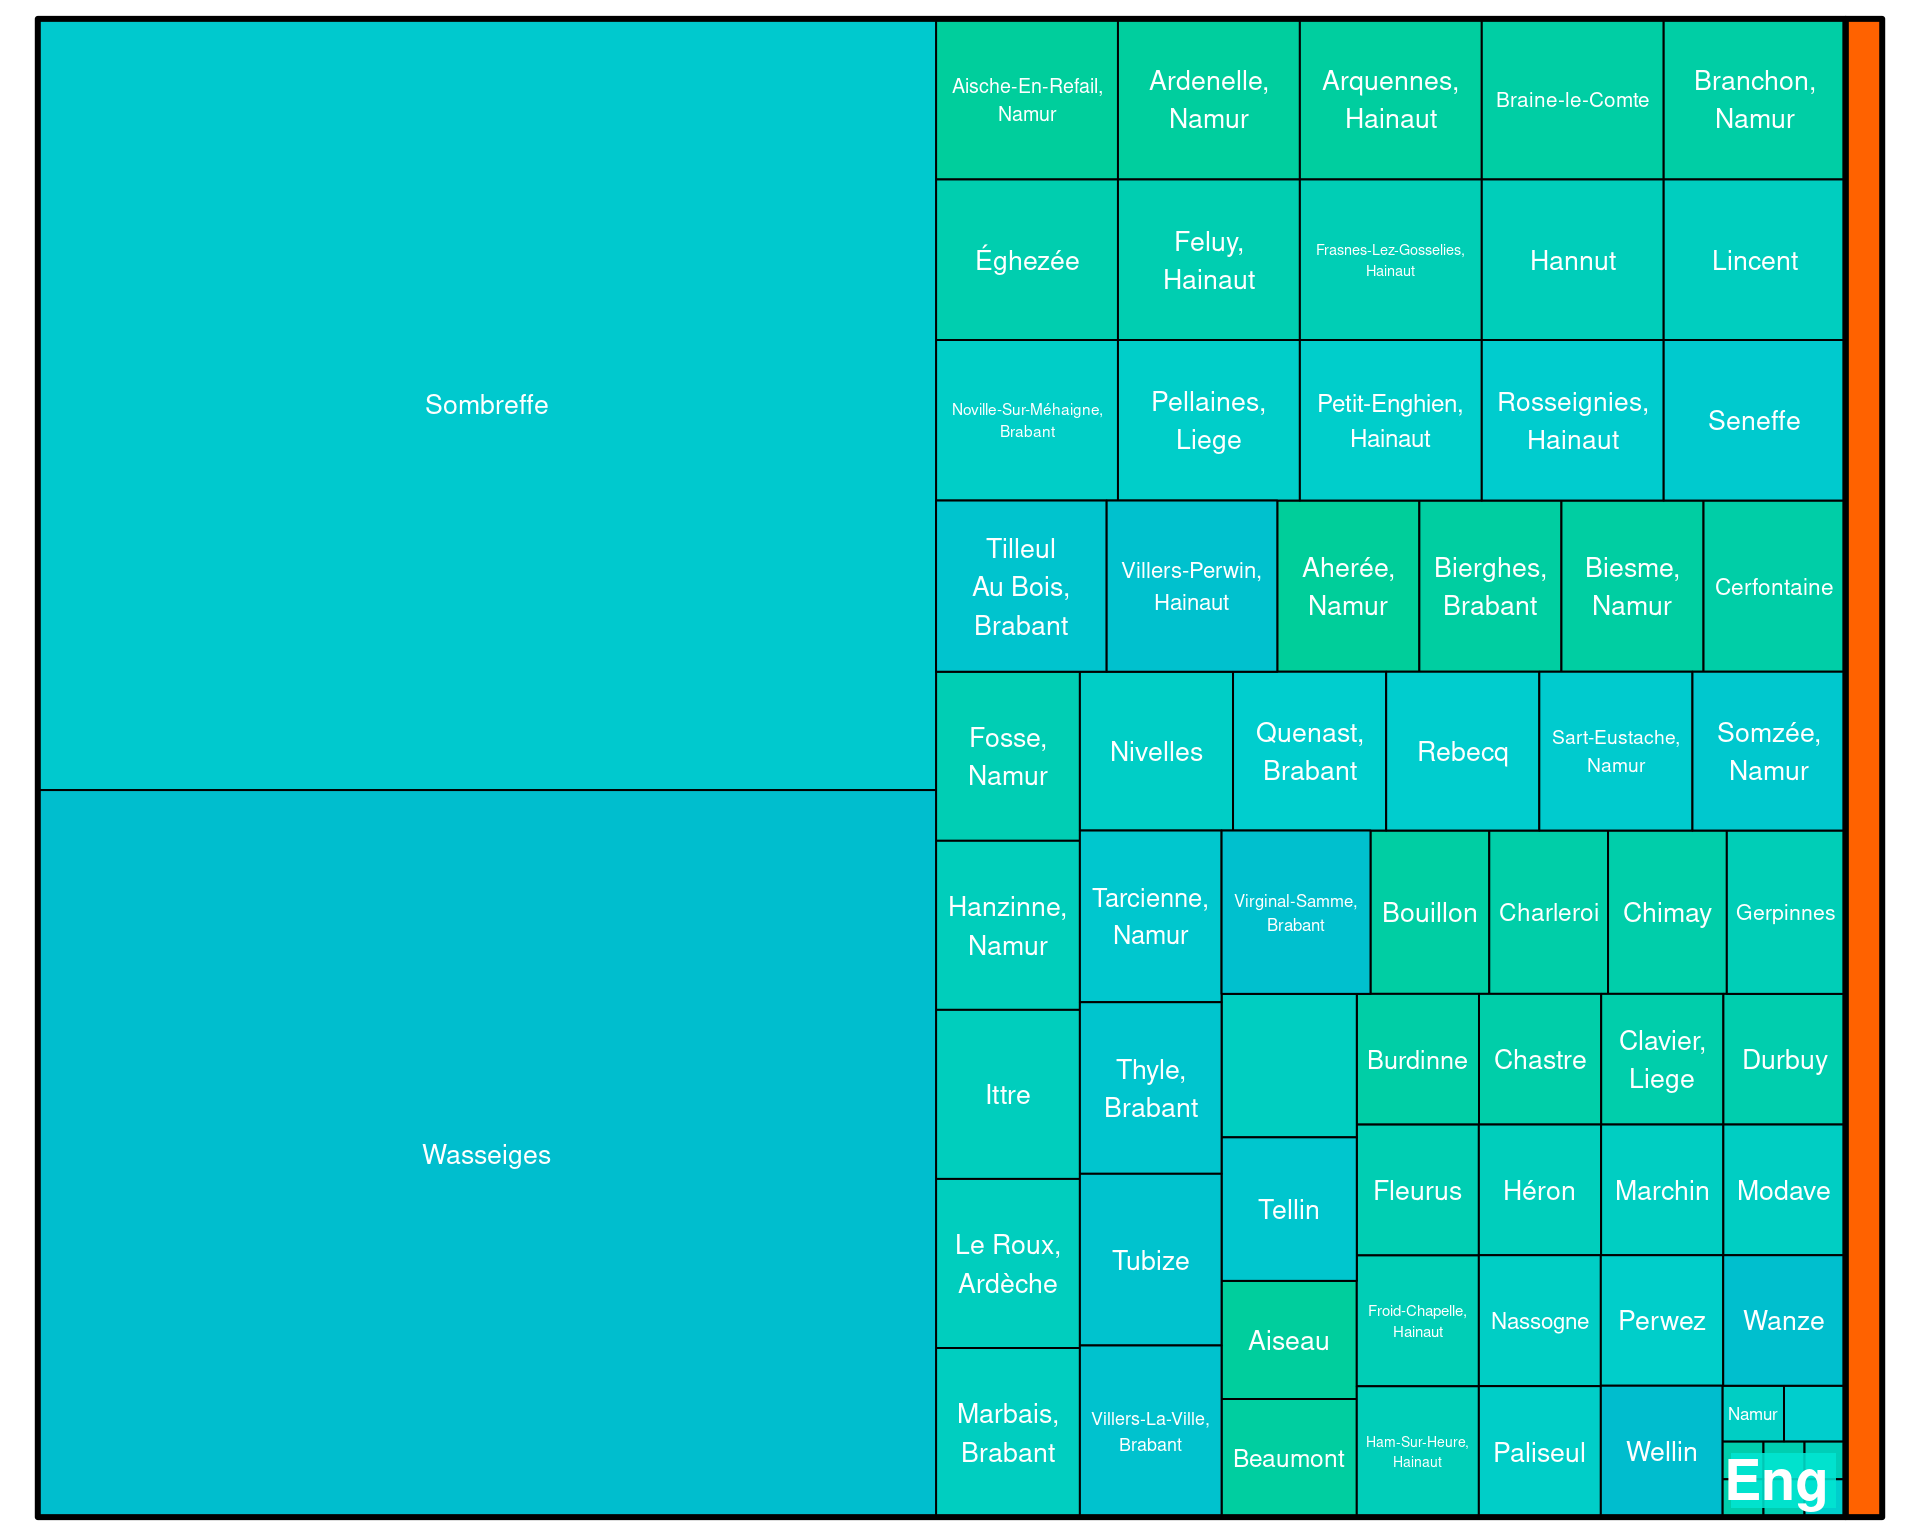 Sombreffe
Wasseiges
Aische-En-Refail,
Namur
Ardenelle,
Namur
Arquennes,
Hainaut
Braine-le-Comte
Branchon,
Namur
Éghezée
Feluy,
Hainaut
Frasnes-Lez-Gosselies,
Hainaut
Hannut
Lincent
Noville-Sur-Méhaigne,
Brabant
Pellaines,
Liege
Petit-Enghien,
Hainaut
Rosseignies,
Hainaut
Seneffe
Tilleul
Au Bois,
Brabant
Villers-Perwin,
Hainaut
Aherée,
Namur
Bierghes,
Brabant
Biesme,
Namur
Cerfontaine
Fosse,
Namur
Nivelles
Quenast,
Brabant
Rebecq
Sart-Eustache,
Namur
Somzée,
Namur
Hanzinne,
Namur
Tarcienne,
Namur
Virginal-Samme,
Brabant
Bouillon
Charleroi
Chimay
Gerpinnes
Ittre
Thyle,
Brabant
Burdinne
Chastre
Clavier,
Liege
Durbuy
Tellin
Fleurus
Héron
Marchin
Modave
Le Roux,
Ardèche
Tubize
Aiseau
Froid-Chapelle,
Hainaut
Nassogne
Perwez
Wanze
Marbais,
Brabant
Villers-La-Ville,
Brabant
Beaumont
Ham-Sur-Heure,
Hainaut
Paliseul
Wellin
Namur
Eng